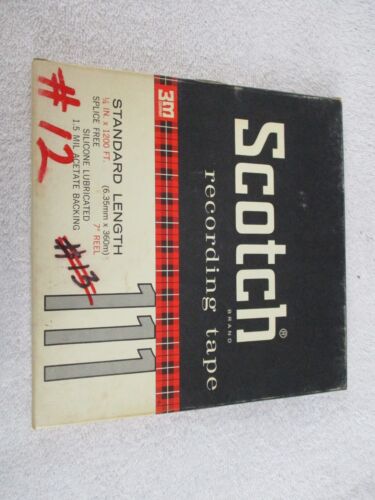 Scotch®
BRAND
recording tape
3M
STANDARD LENGTH
¼ IN. x 1200 FT. (6.35mm x 360m) 7" REEL
SPLICE FREE
SILICONE LUBRICATED
1.5 MIL ACETATE BACKING
111
#12
#13